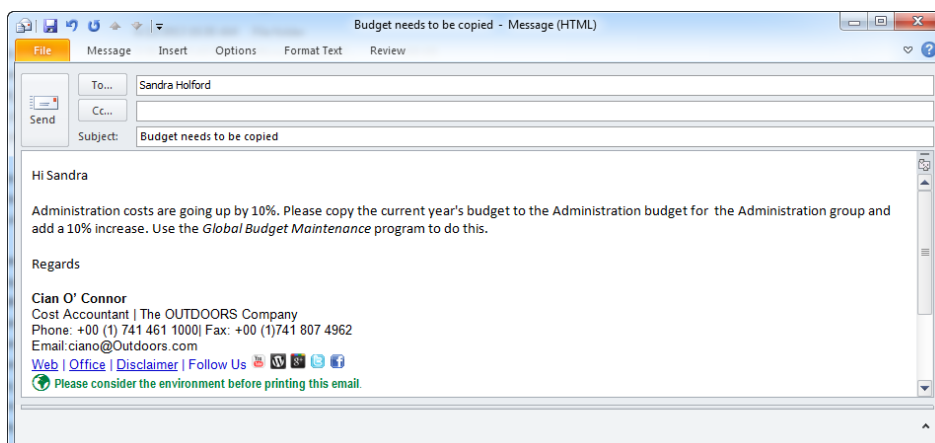 Budget needs to be copied - Message (HTML)
File Message Insert Options Format Text Review
To... Sandra Holford
Cc...
Send
Subject: Budget needs to be copied
Hi Sandra
Administration costs are going up by 10%. Please copy the current year's budget to the Administration budget for the Administration group and
add a 10% increase. Use the Global Budget Maintenance program to do this.
Regards
Cian O' Connor
Cost Accountant | The OUTDOORS Company
Phone: +00 (1) 741 461 1000| Fax: +00 (1)741 807 4962
Email:ciano@Outdoors.com
Web | Office | Disclaimer | Follow Us
Please consider the environment before printing this email.